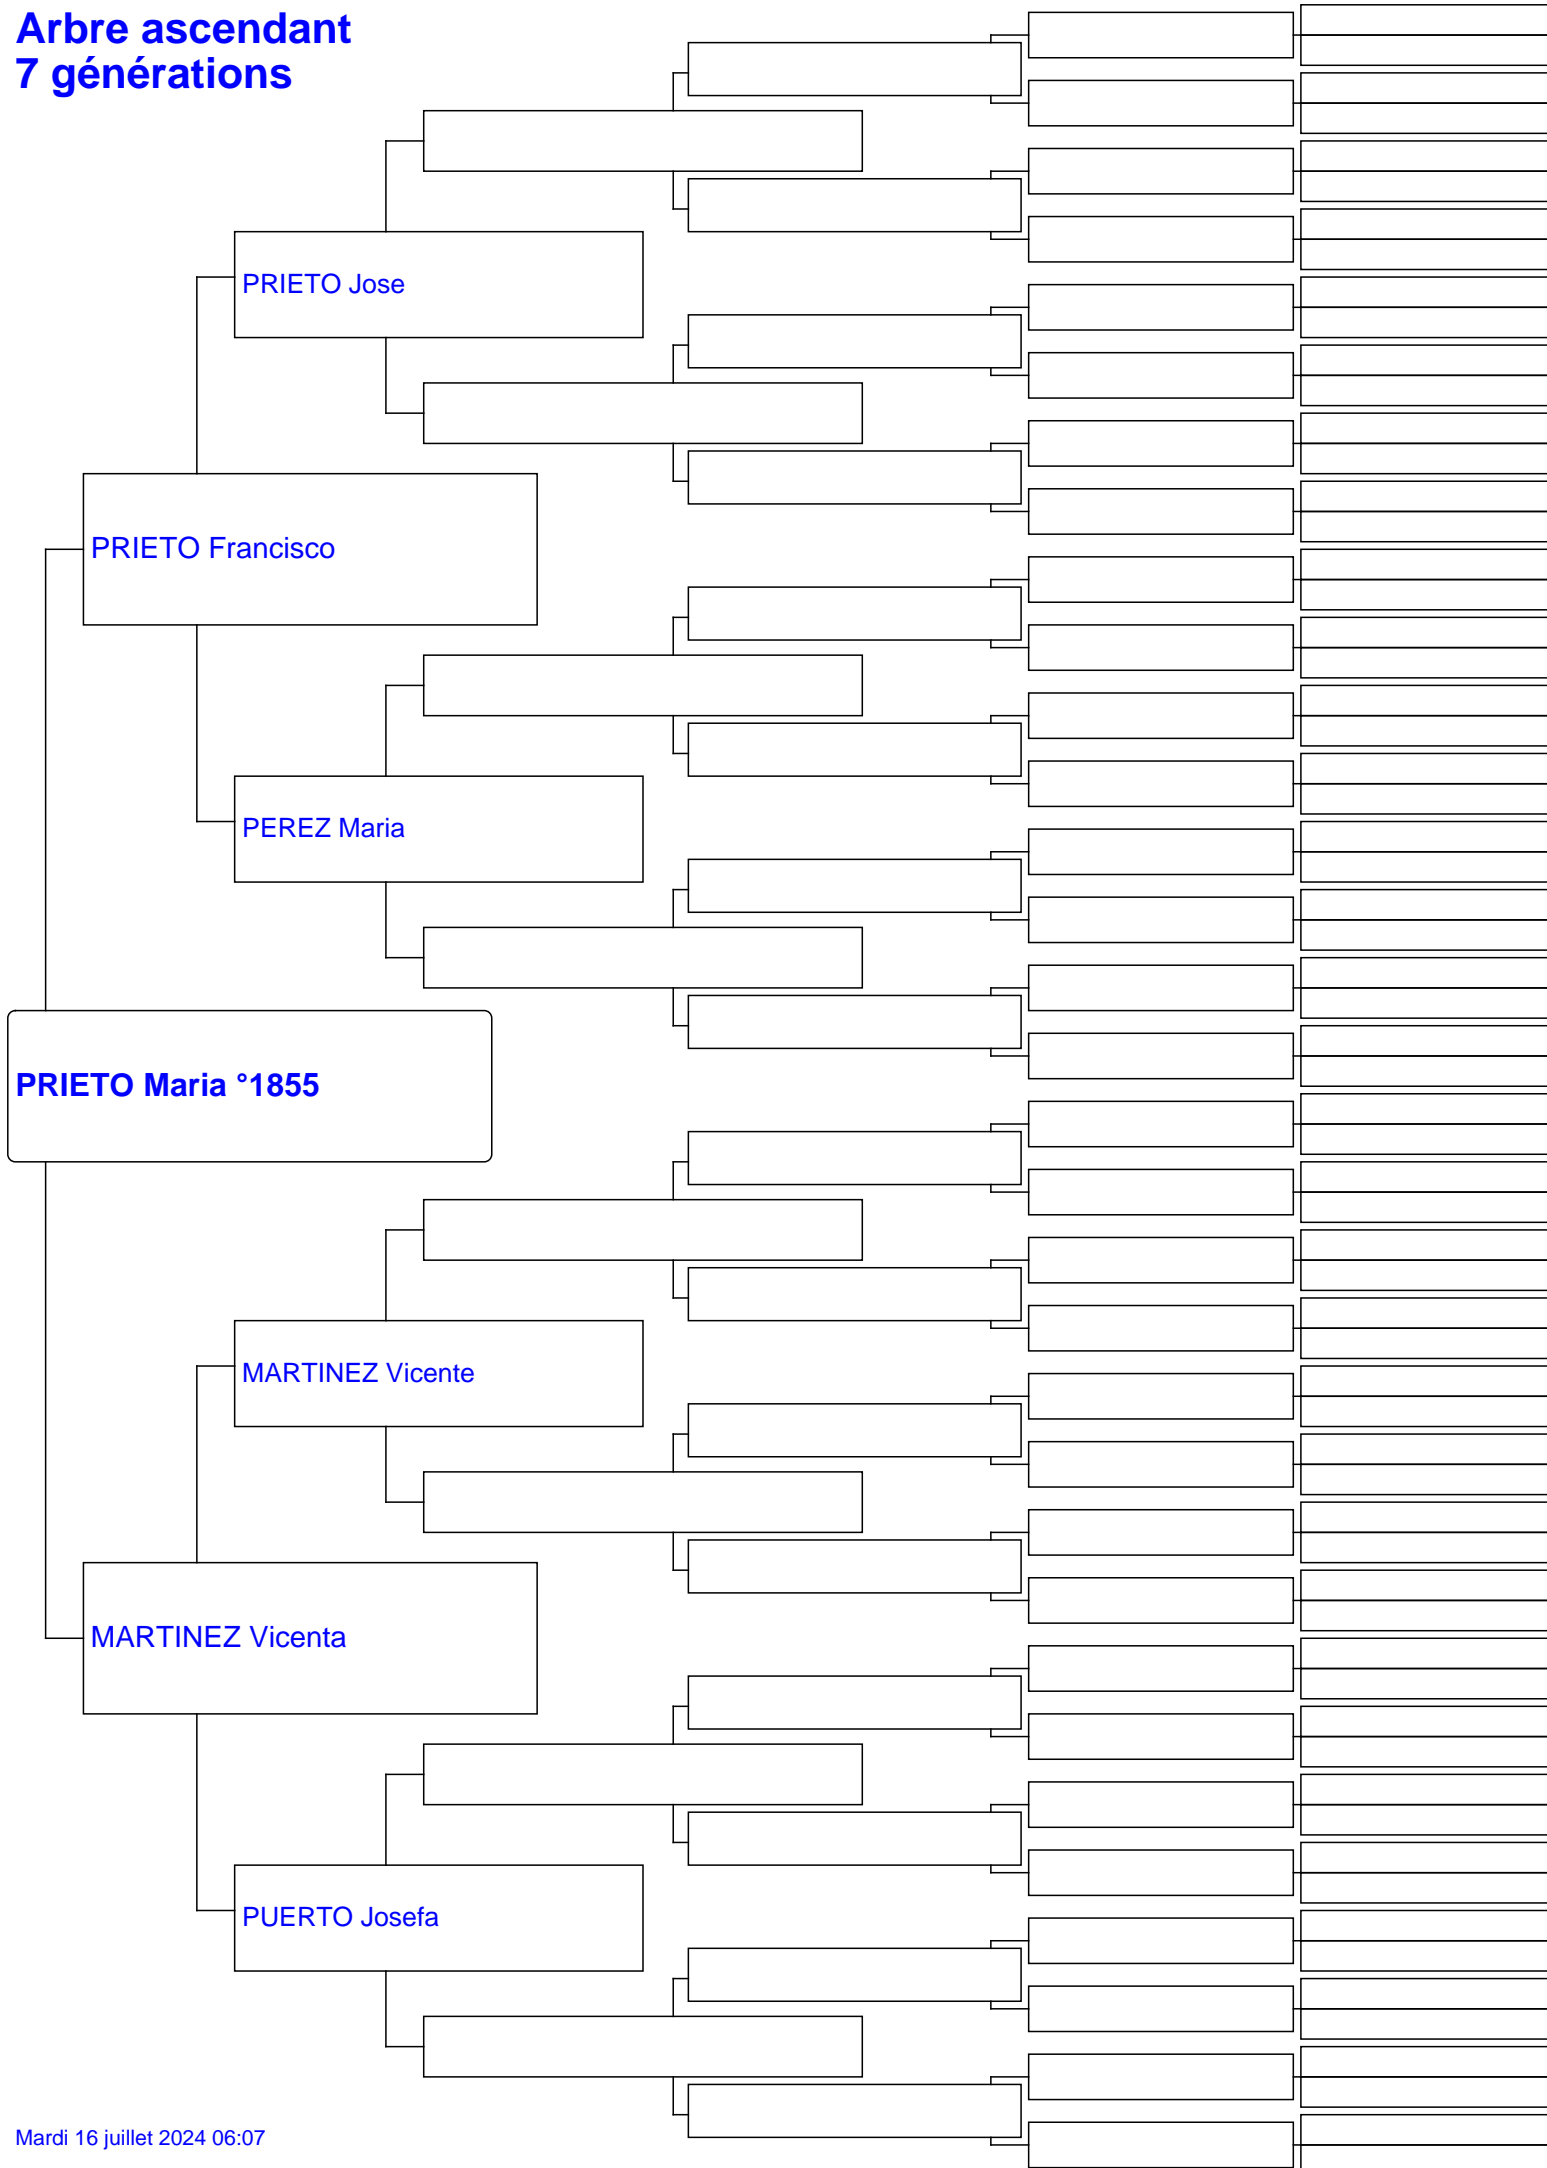 Arbre ascendant
7 générations
PRIETO Jose
PRIETO Francisco
PEREZ Maria
PRIETO Maria °1855
MARTINEZ Vicente
MARTINEZ Vicenta
PUERTO Josefa
Mardi 16 juillet 2024 06:07